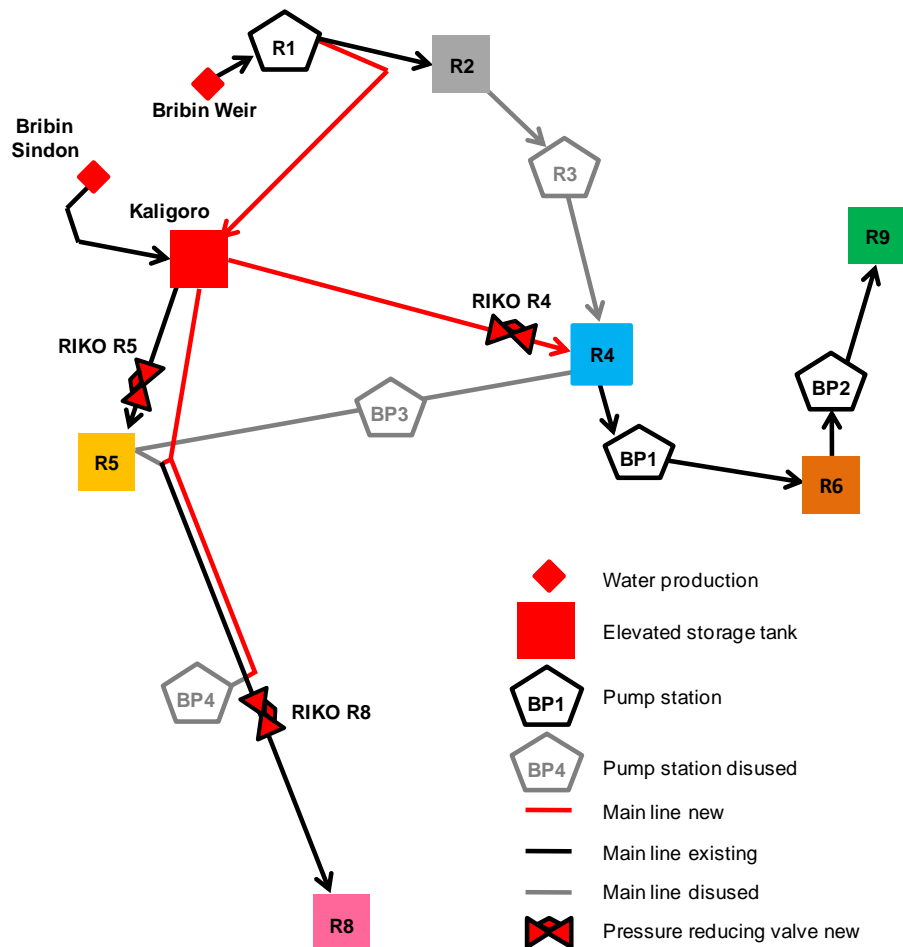 R1
R2
Bribin Weir
Bribin
Sindon
R3
Kaligoro
R9
RIKO R4
RIKO R5
R4
BP2
BP3
BP1
R5
R6
Water production
Elevated storage tank
BP4
RIKO R8
BP1
Pump station
BP4
Pump station disused
Main line new
Main line existing
Main line disused
R8
Pressure reducing valve new